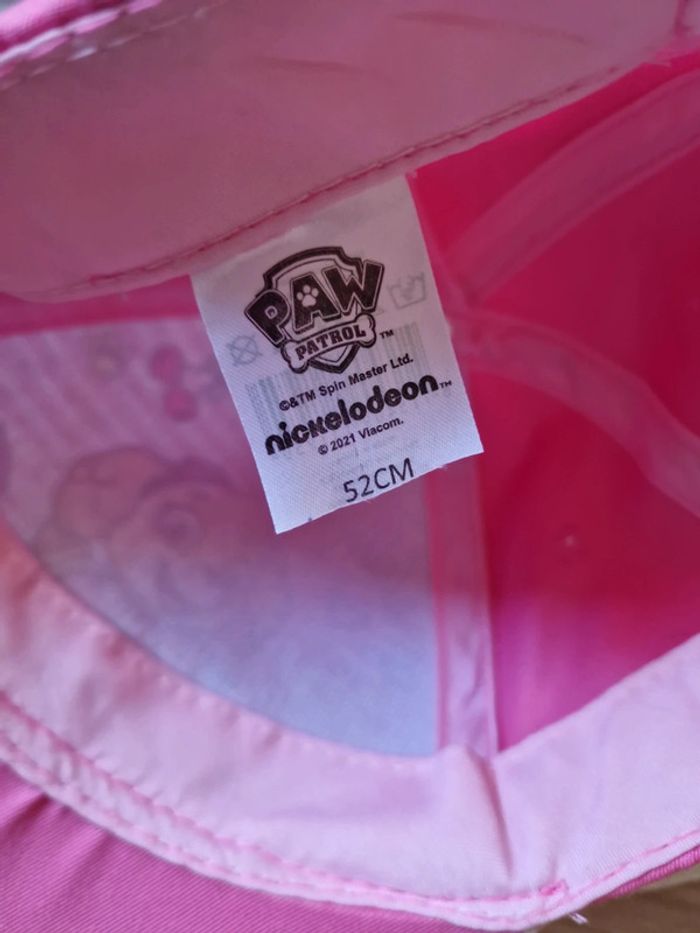 PAW
PATROL ™
©&TM Spin Master Ltd.
nickelodeon™
© 2021 Viacom.
52CM